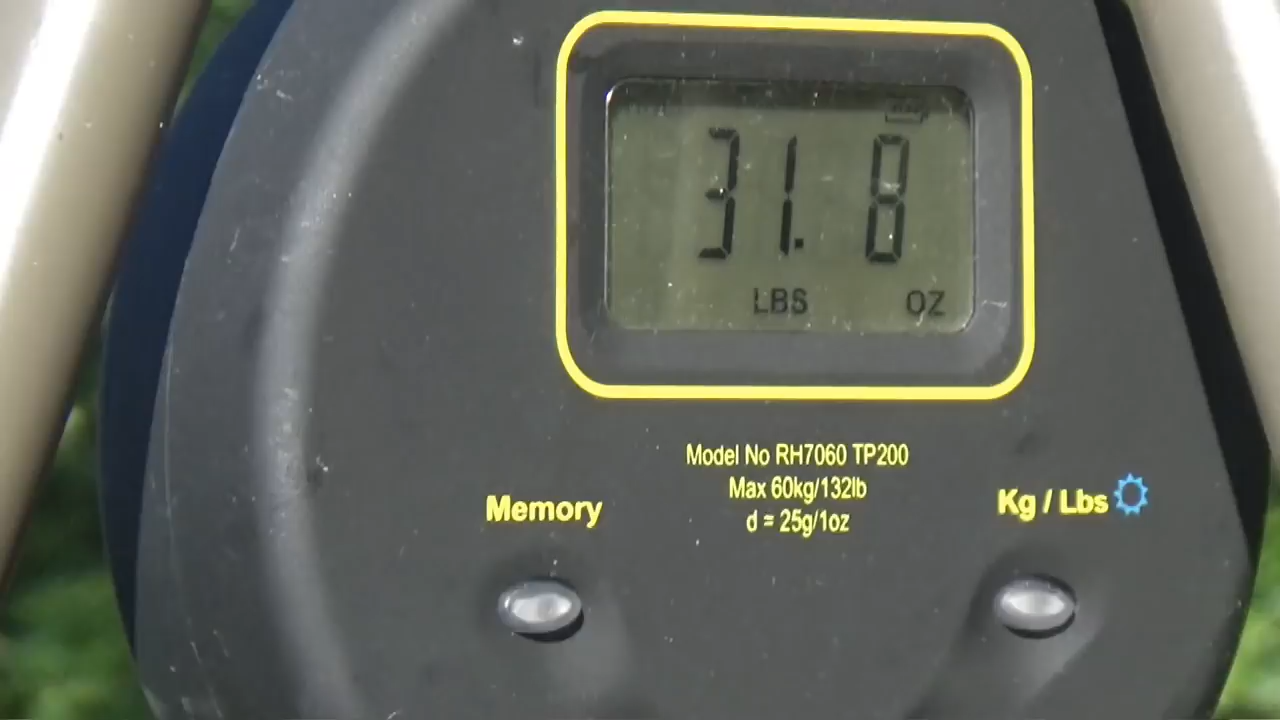 31. 8
LBS OZ
Model No RH7060 TP200
Max 60kg/132lb
d = 25g/1oz
Memory
Kg / Lbs